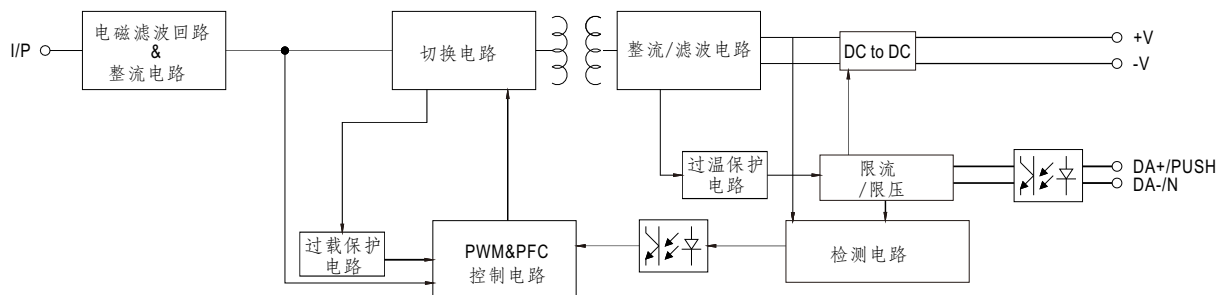 I/P
电磁滤波回路
&
整流电路
切换电路
整流/滤波电路
DC to DC
+V
-V
过温保护
电路
限流
/限压
DA+/PUSH
DA-/N
过载保护
电路
PWM&PFC
控制电路
检测电路